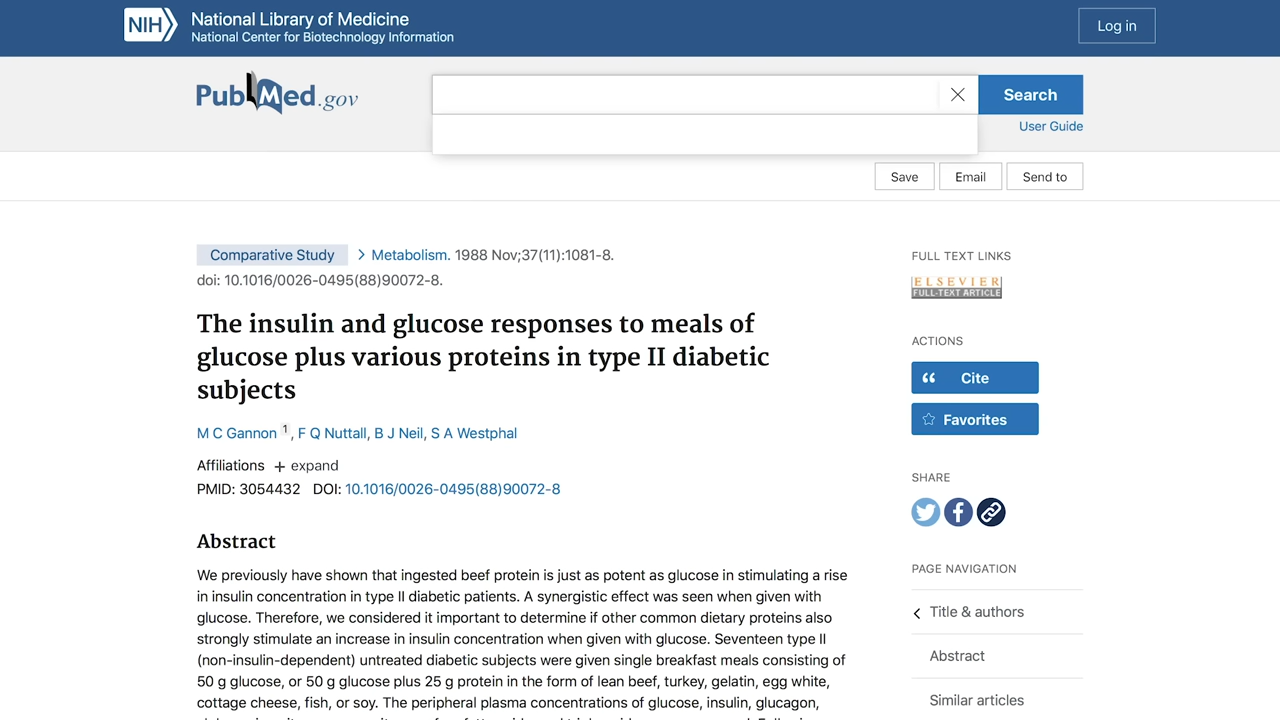 NIH National Library of Medicine
National Center for Biotechnology Information
Log in
PubMed.gov
Search
User Guide
Save Email Send to
Comparative Study > Metabolism. 1988 Nov;37(11):1081-8.
doi: 10.1016/0026-0495(88)90072-8.
The insulin and glucose responses to meals of
glucose plus various proteins in type II diabetic
subjects
M C Gannon 1, F Q Nuttall, B J Neil, S A Westphal
Affiliations + expand
PMID: 3054432 DOI: 10.1016/0026-0495(88)90072-8
Abstract
We previously have shown that ingested beef protein is just as potent as glucose in stimulating a rise
in insulin concentration in type II diabetic patients. A synergistic effect was seen when given with
glucose. Therefore, we considered it important to determine if other common dietary proteins also
strongly stimulate an increase in insulin concentration when given with glucose. Seventeen type II
(non-insulin-dependent) untreated diabetic subjects were given single breakfast meals consisting of
50 g glucose, or 50 g glucose plus 25 g protein in the form of lean beef, turkey, gelatin, egg white,
cottage cheese, fish, or soy. The peripheral plasma concentrations of glucose, insulin, glucagon,
FULL TEXT LINKS
ELSEVIER
FULL-TEXT ARTICLE
ACTIONS
Cite
Favorites
SHARE
PAGE NAVIGATION
Title & authors
Abstract
Similar articles